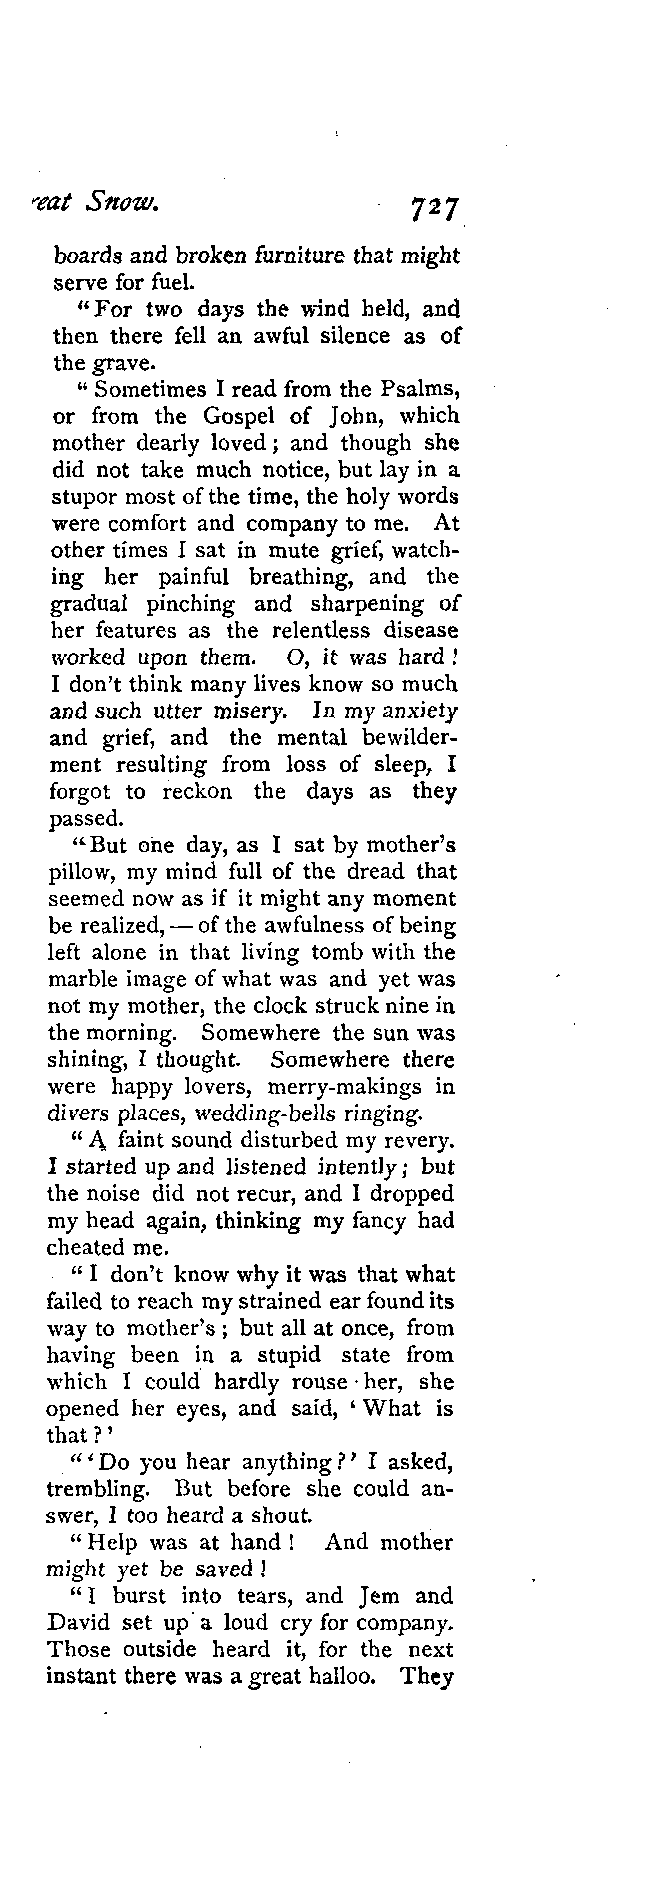 eat Snow. 727
boards and broken furniture that might
serve for fuel.
“For two days the wind held, and
then there fell an awful silence as of
the grave.
“Sometimes I read from the Psalms,
or from the Gospel of John, which
mother dearly loved; and though she
did not take much notice, but lay in a
stupor most of the time, the holy words
were comfort and company to me. At
other times I sat in mute grief, watch-
ing her painful breathing, and the
gradual pinching and sharpening of
her features as the relentless disease
worked upon them. O, it was hard!
I don't think many lives know so much
and such utter misery. In my anxiety
and grief, and the mental bewilder-
ment resulting from loss of sleep, I
forgot to reckon the days as they
passed.
“But one day, as I sat by mother's
pillow, my mind full of the dread that
seemed now as if it might any moment
be realized, — of the awfulness of being
left alone in that living tomb with the
marble image of what was and yet was
not my mother, the clock struck nine in
the morning. Somewhere the sun was
shining, I thought. Somewhere there
were happy lovers, merry-makings in
divers places, wedding-bells ringing.
“A faint sound disturbed my revery.
I started up and listened intently; but
the noise did not recur, and I dropped
my head again, thinking my fancy had
cheated me.
“I don't know why it was that what
failed to reach my strained ear found its
way to mother's; but all at once, from
having been in a stupid state from
which I could hardly rouse her, she
opened her eyes, and said, ‘What is
that?’
“‘Do you hear anything?’ I asked,
trembling. But before she could an-
swer, I too heard a shout.
“Help was at hand! And mother
might yet be saved!
“I burst into tears, and Jem and
David set up a loud cry for company.
Those outside heard it, for the next
instant there was a great halloo. They